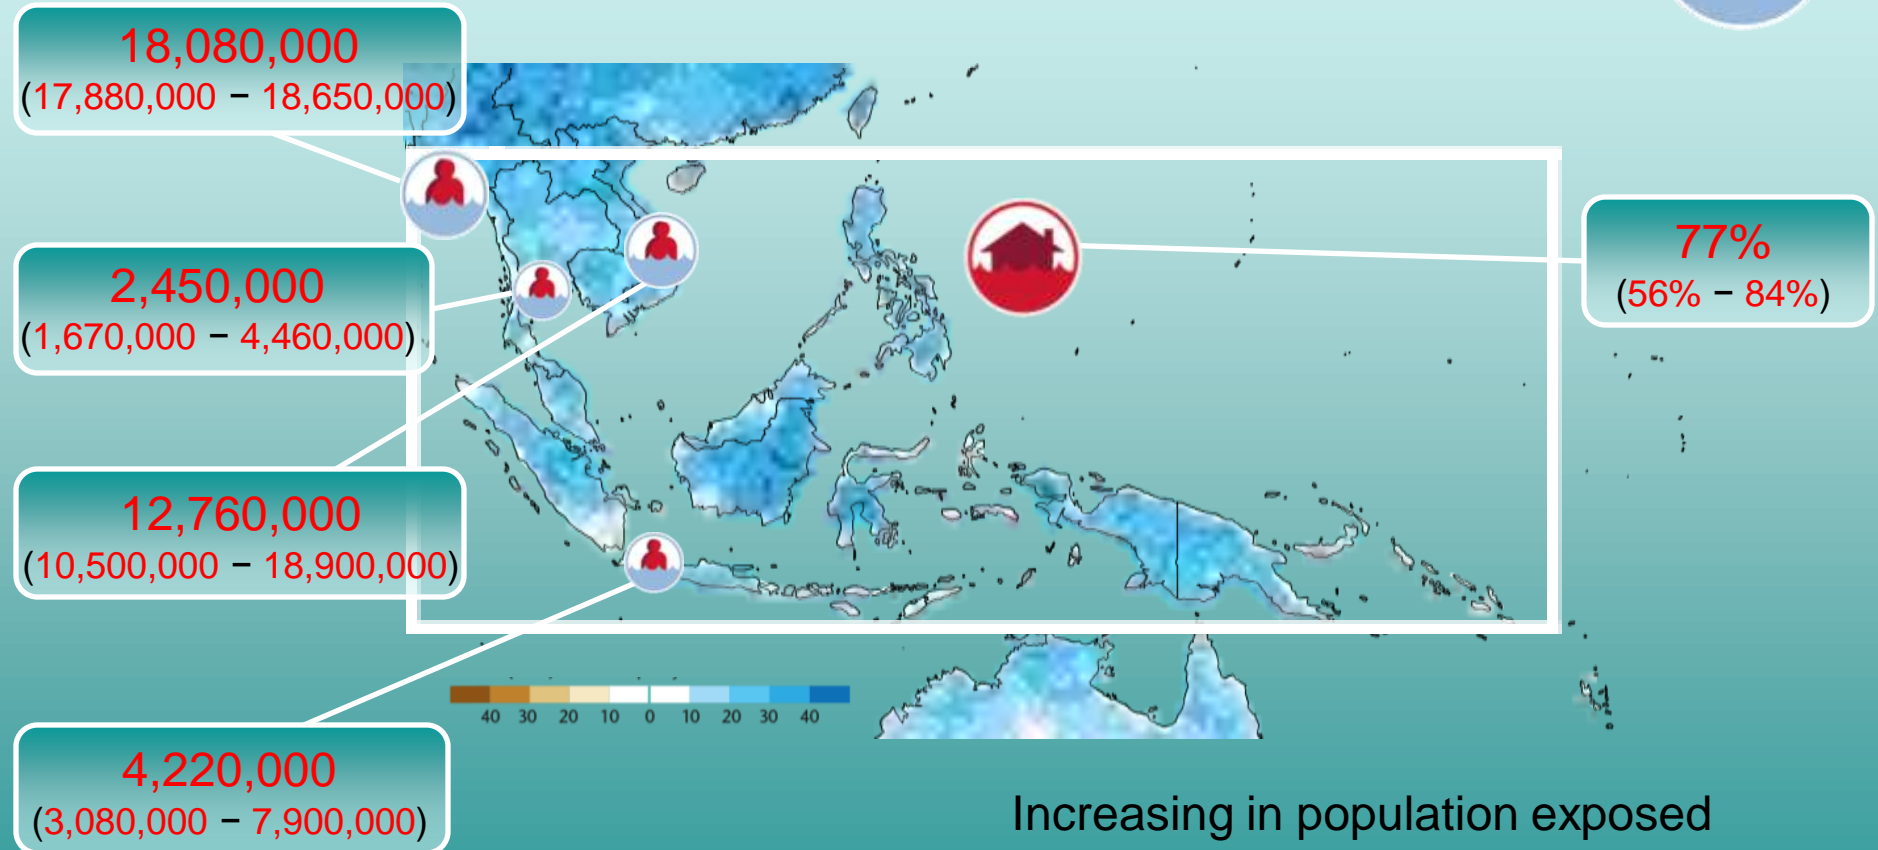 18,080,000
(17,880,000 − 18,650,000)
2,450,000
(1,670,000 − 4,460,000)
77%
(56% − 84%)
12,760,000
(10,500,000 − 18,900,000)
40 30 20 10 0 10 20 30 40
4,220,000
(3,080,000 − 7,900,000)
Increasing in population exposed